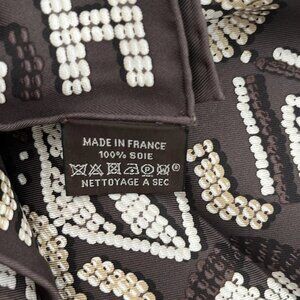 H
MADE IN FRANCE
100% SOIE
NETTOYAGE A SEC